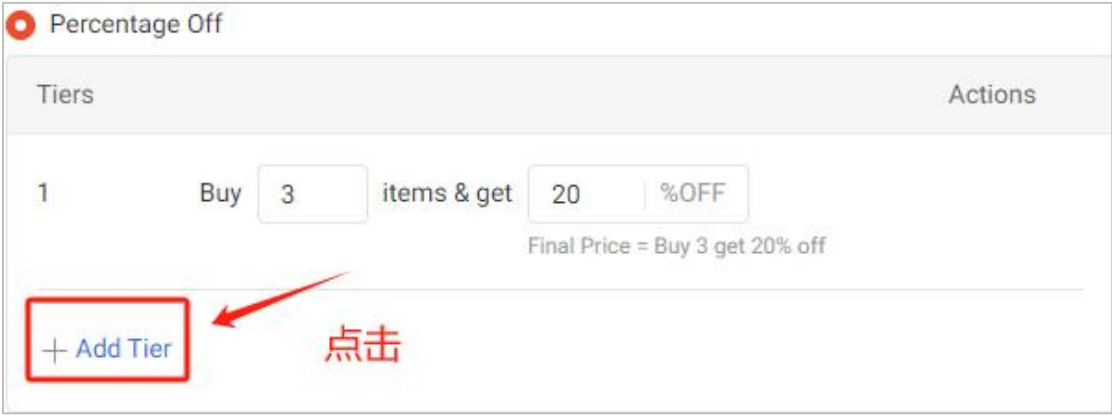 Percentage Off
Tiers Actions
1 Buy 3 items & get 20 %OFF
Final Price = Buy 3 get 20% off
+ Add Tier
点击